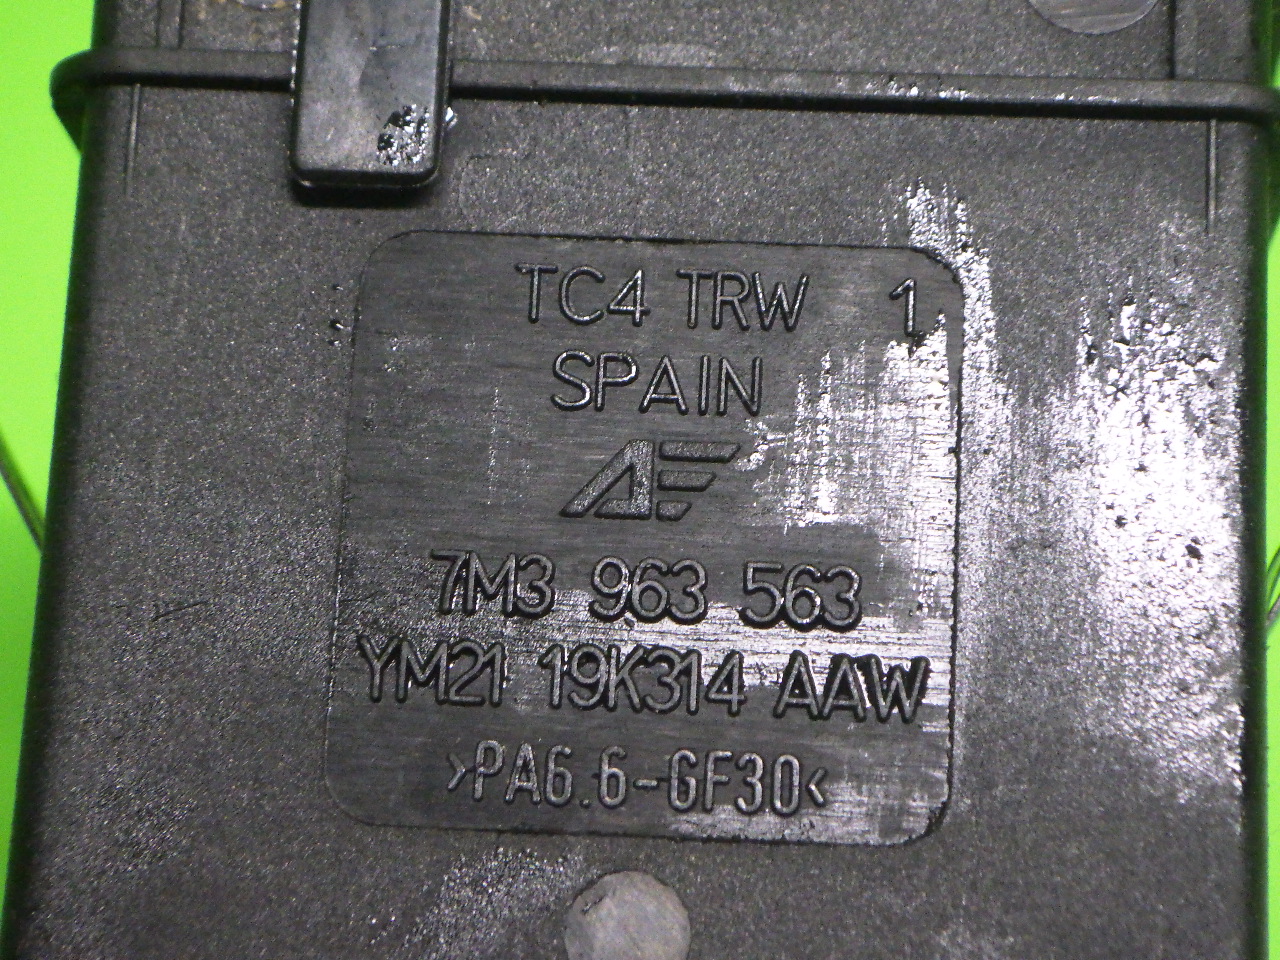 TC4 TRW 1
SPAIN
7M3 963 563
YM21 19K314 AAW
>PA6.6-GF30<